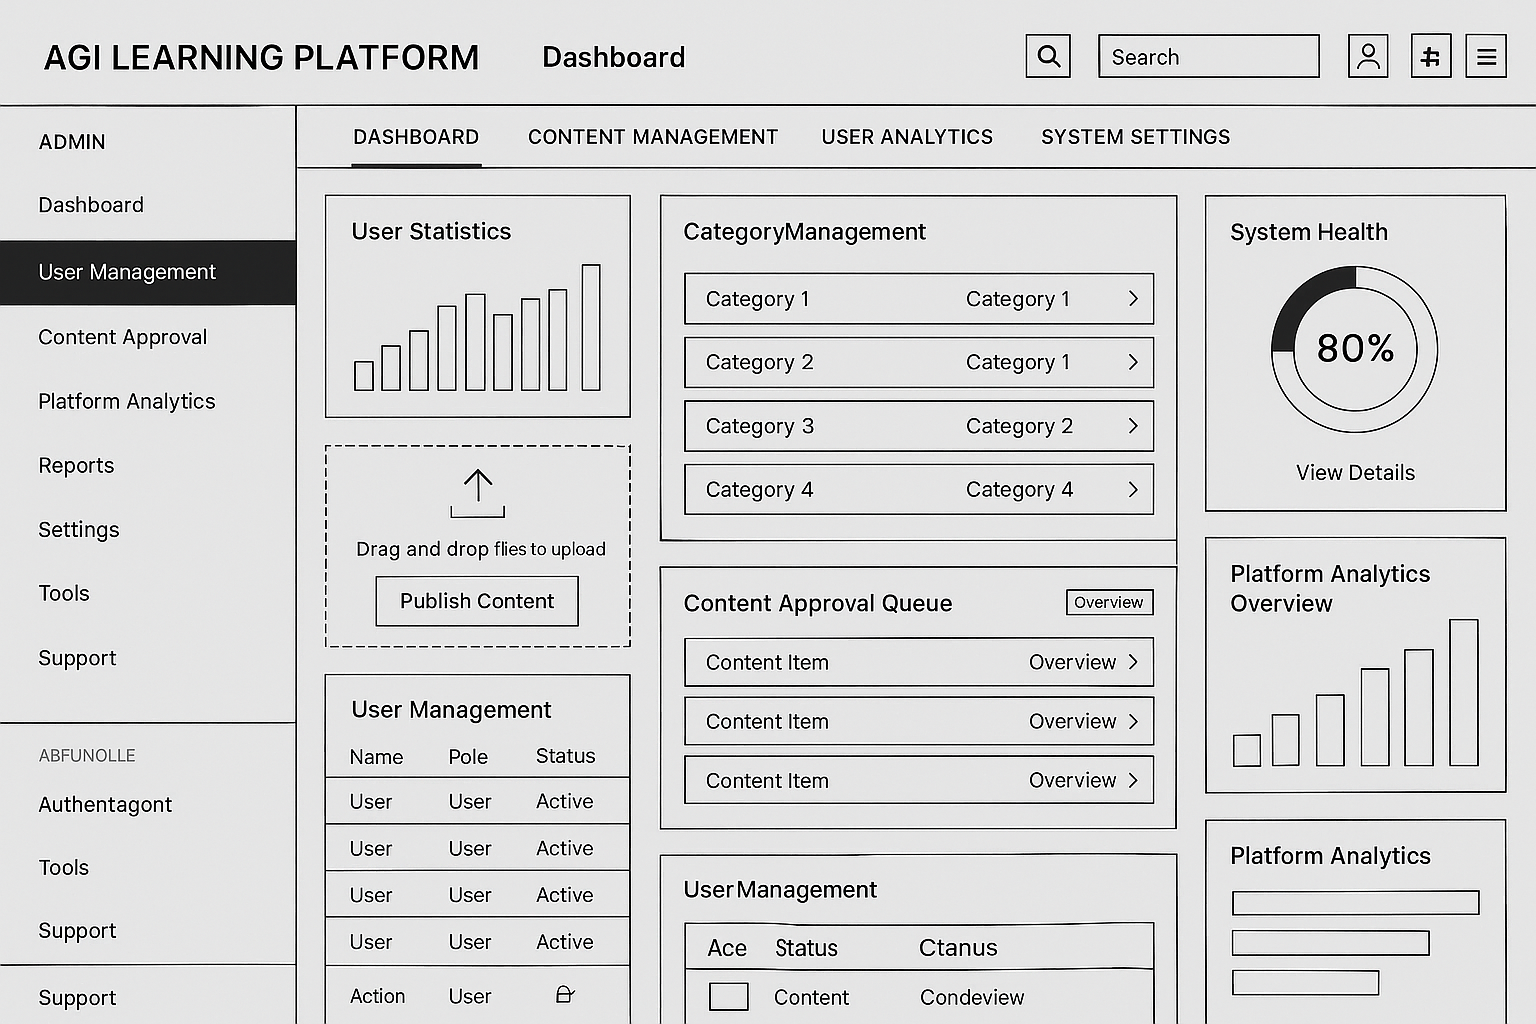 AGI LEARNING PLATFORM
Dashboard
Search
ADMIN
Dashboard
User Management
Content Approval
Platform Analytics
Reports
Settings
Tools
Support
ABFUNOLLE
Authentagont
Tools
Support
Support
DASHBOARD CONTENT MANAGEMENT USER ANALYTICS SYSTEM SETTINGS
User Statistics
Drag and drop flies to upload
Publish Content
User Management
Name Pole Status
User User Active
User User Active
User User Active
User User Active
Action User
CategoryManagement
Category 1 Category 1
Category 2 Category 1
Category 3 Category 2
Category 4 Category 4
Content Approval Queue Overview
Content Item Overview
Content Item Overview
Content Item Overview
UserManagement
Ace Status Ctanus
Content Condeview
System Health
80%
View Details
Platform Analytics
Overview
Platform Analytics